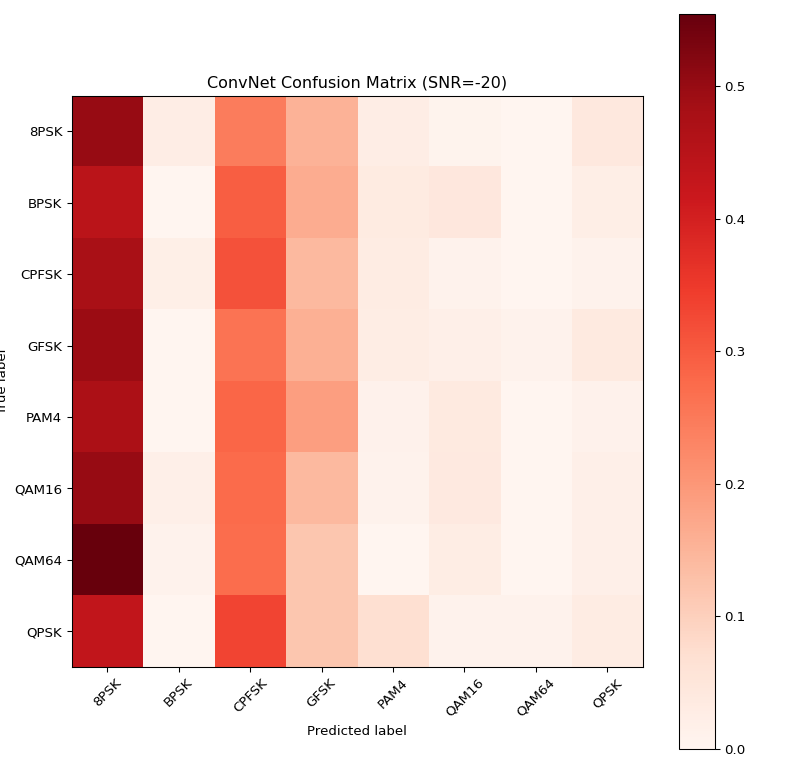 ConvNet Confusion Matrix (SNR=-20)
8PSK
BPSK
CPFSK
GFSK
PAM4
QAM16
QAM64
QPSK
label
8PSK
BPSK
CPFSK
GFSK
PAM4
QAM16
QAM64
QPSK
Predicted label
0.5
0.4
0.3
0.2
0.1
0.0